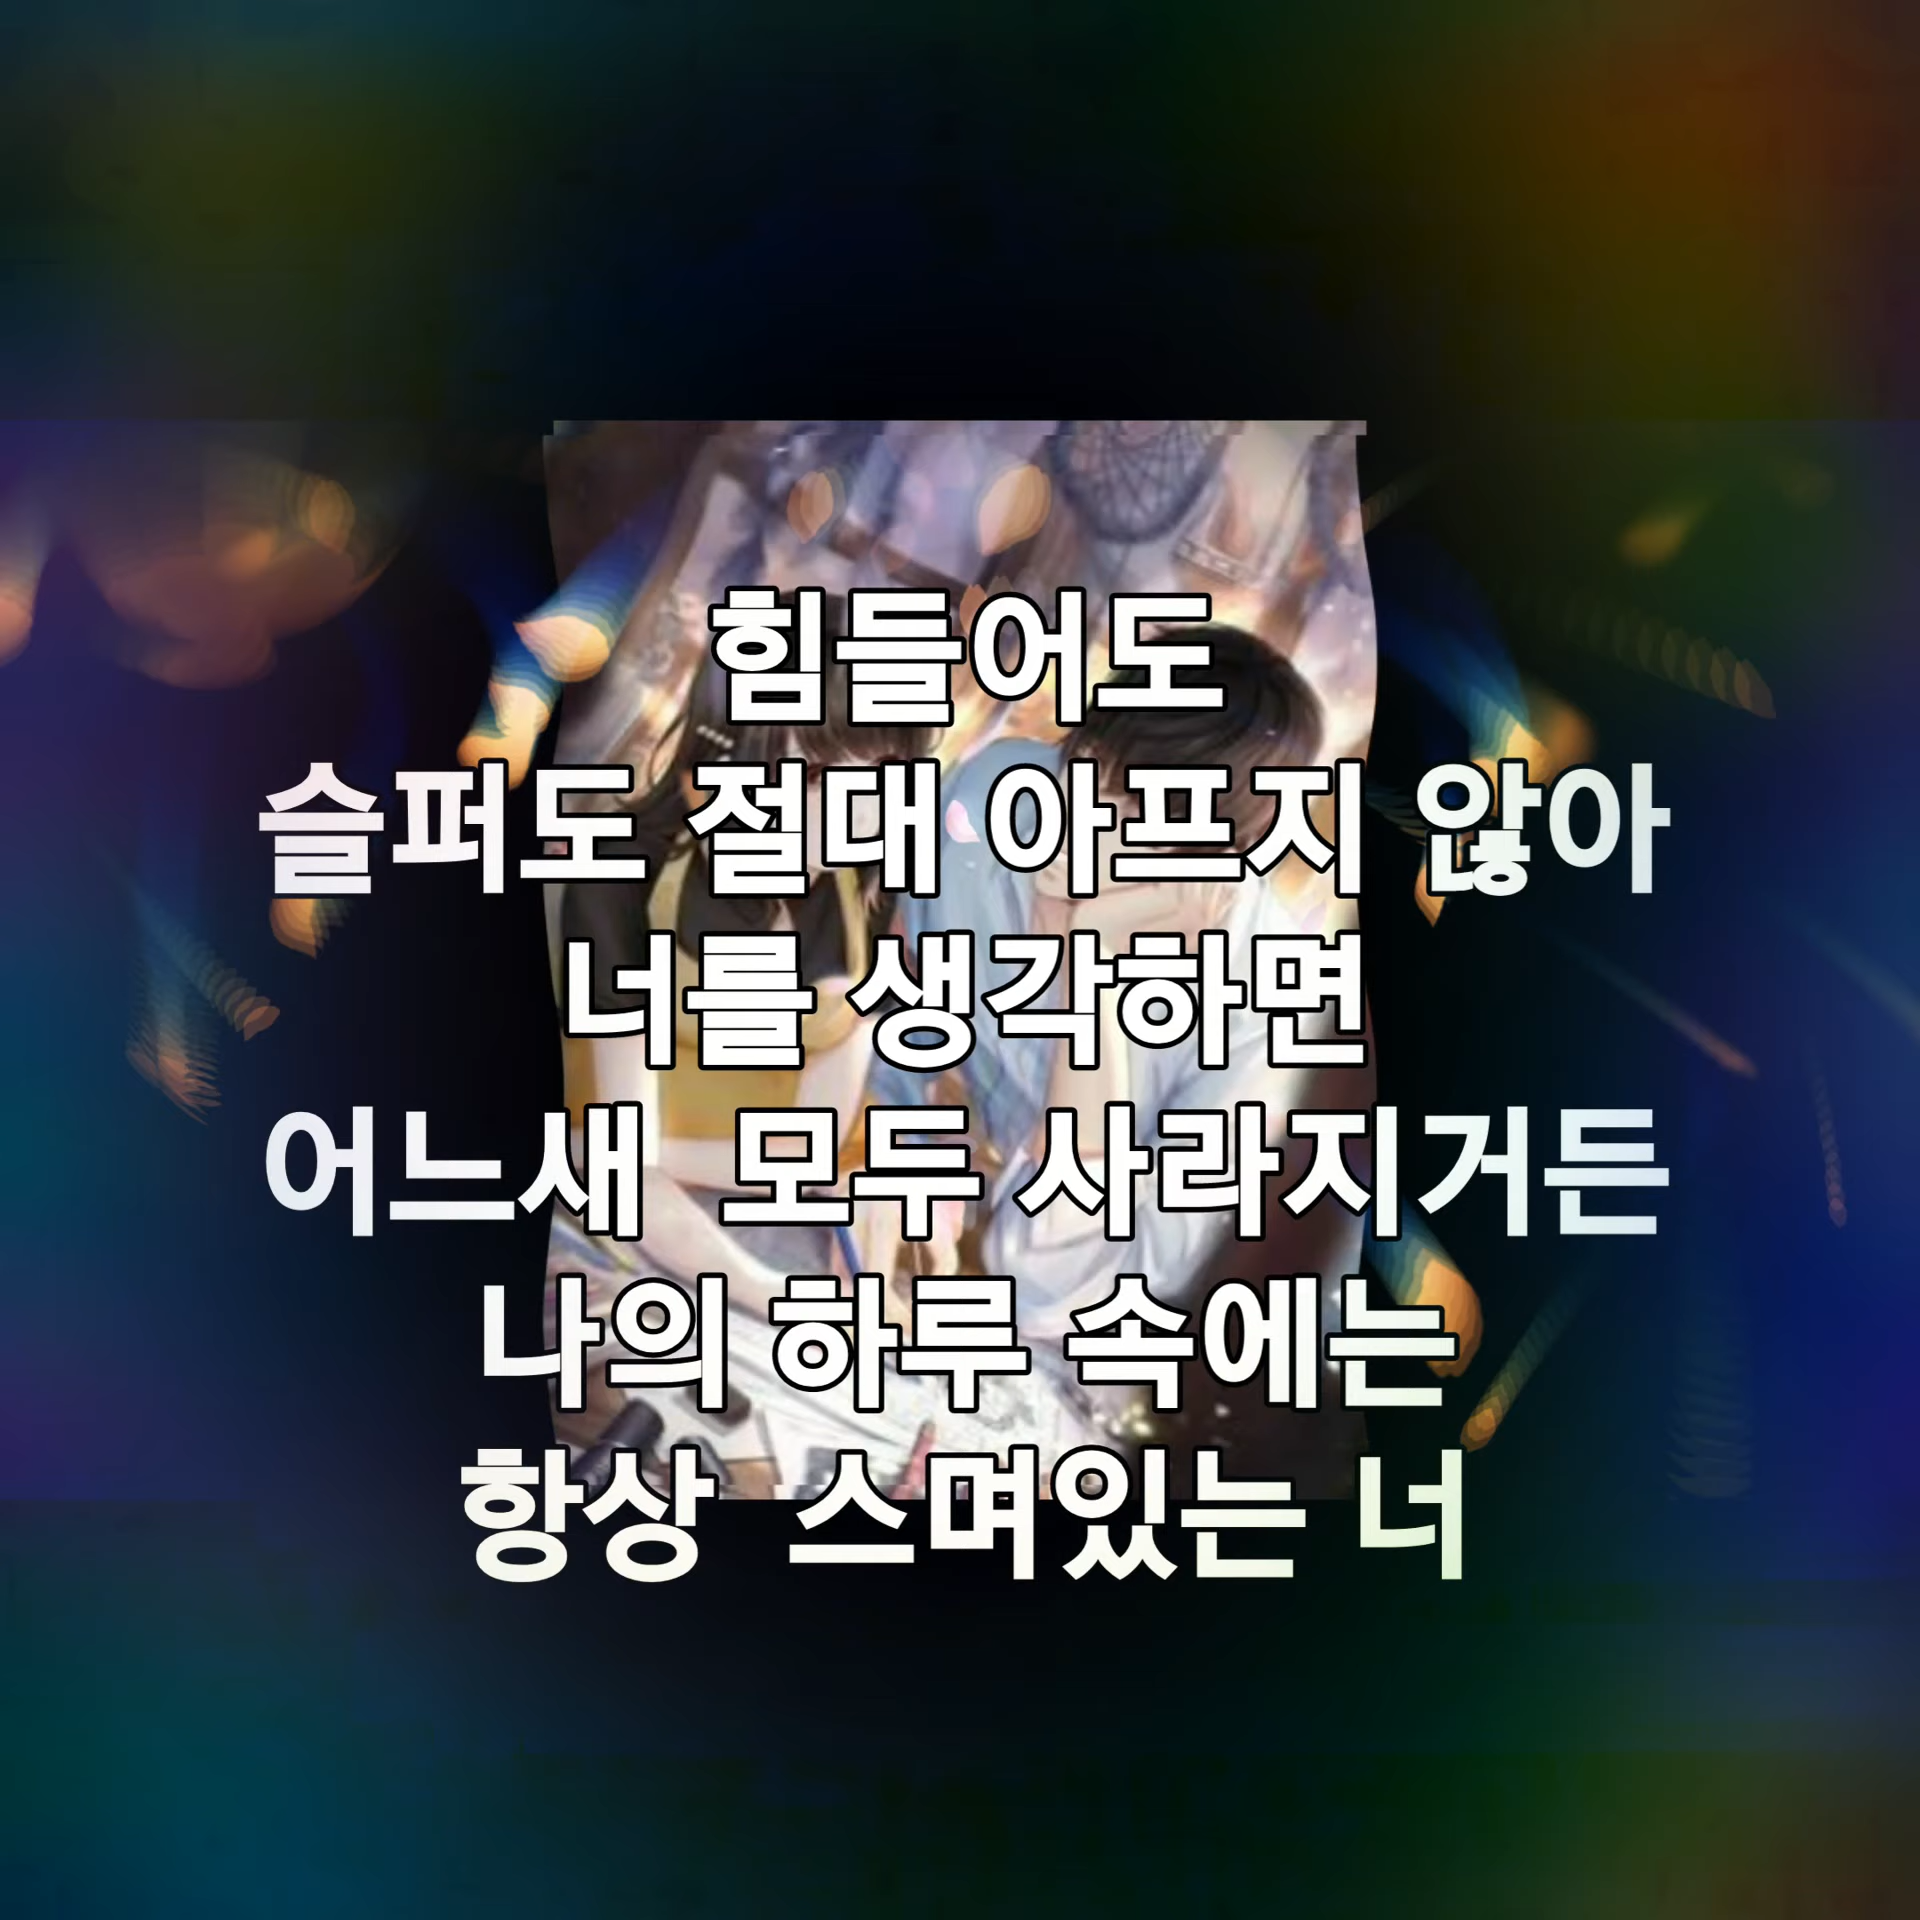 힘들어도
슬퍼도 절대 아프지 않아
너를 생각하면
어느새 모두 사라지거든
나의 하루 속에는
항상 스며있는 너